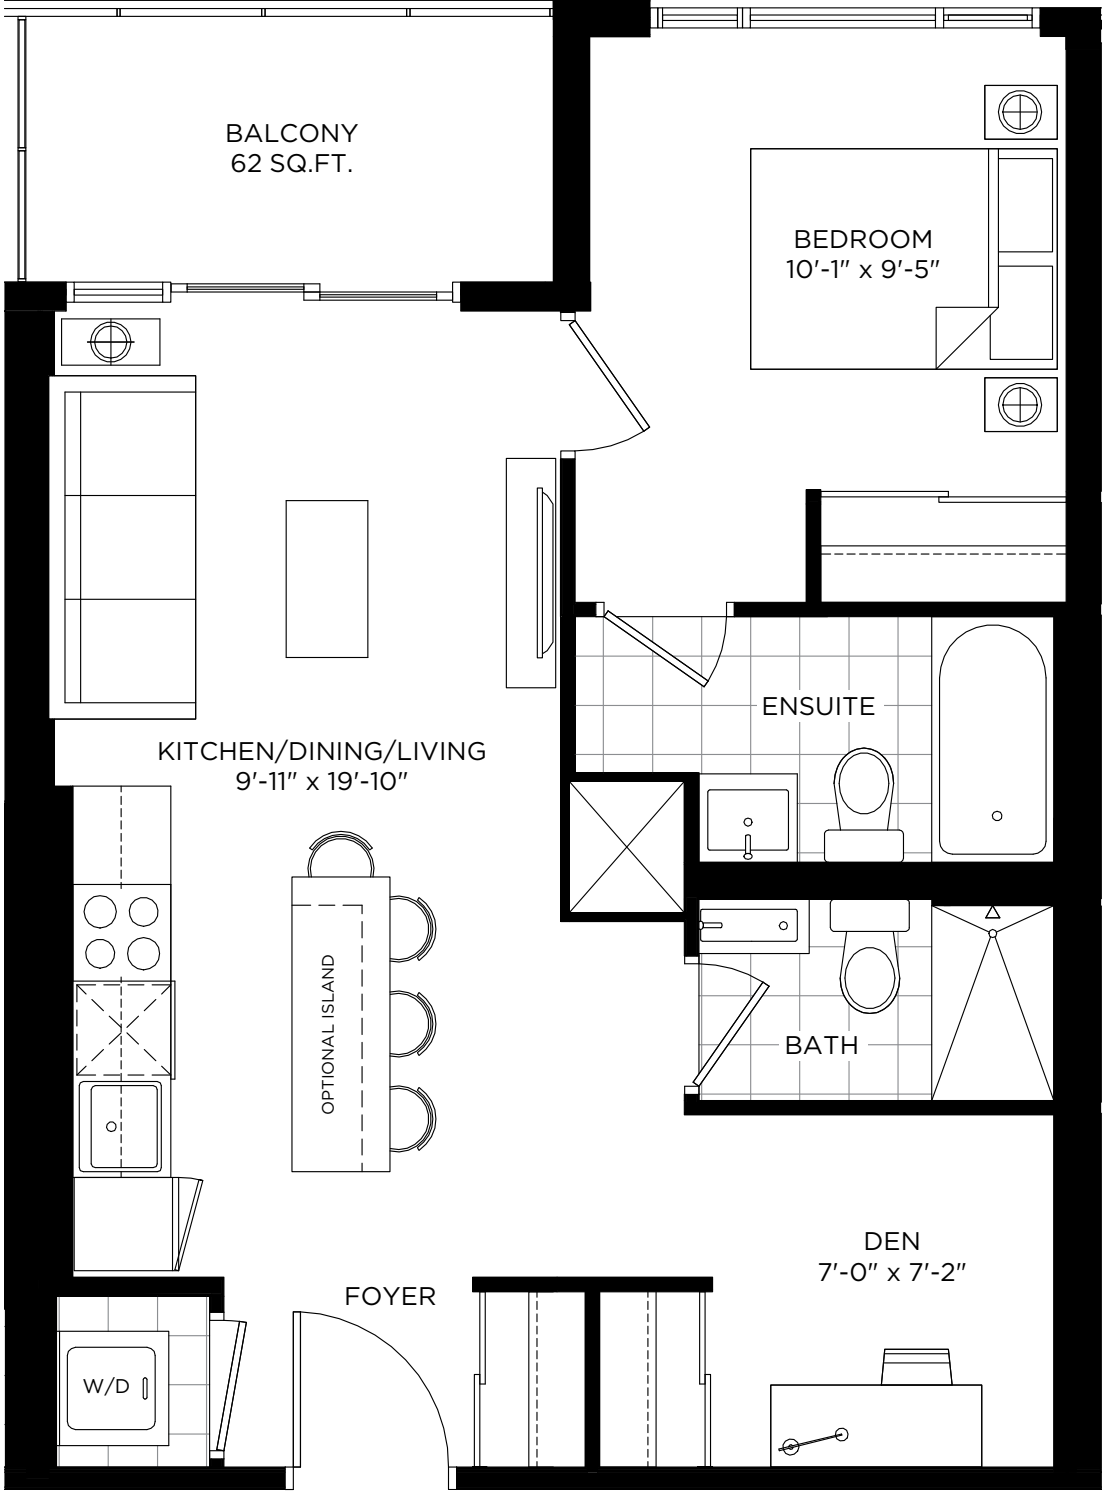 BALCONY
62 SQ.FT.
BEDROOM
10'-1" x 9'-5"
ENSUITE
KITCHEN/DINING/LIVING
9'-11" x 19'-10"
OPTIONAL ISLAND
BATH
DEN
7'-0" x 7'-2"
FOYER
W/D